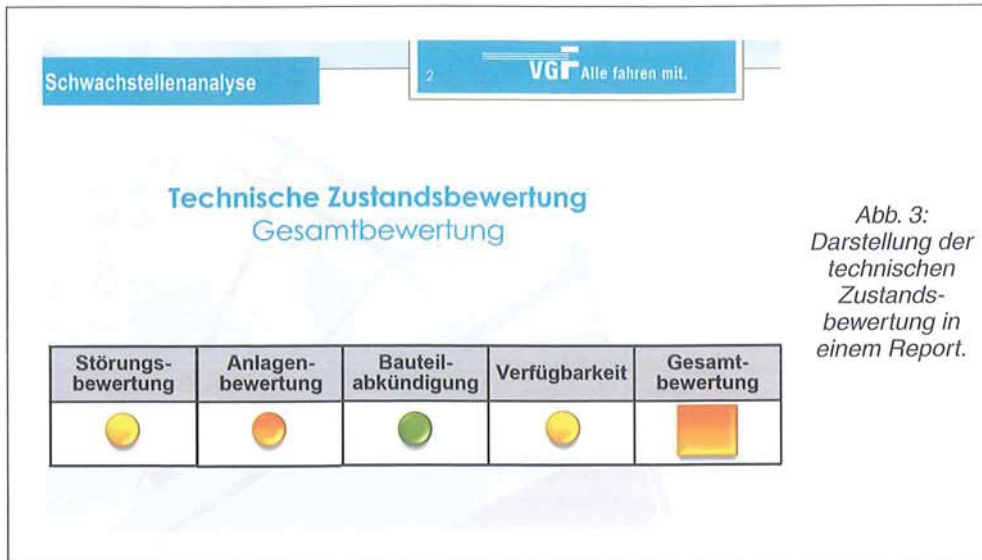 Schwachstellenanalyse
2
VGF Alle fahren mit.
Technische Zustandsbewertung
Gesamtbewertung
Störungs-
bewertung
Anlagen-
bewertung
Bauteil-
abkündigung
Verfügbarkeit
Gesamt-
bewertung
Abb. 3:
Darstellung der
technischen
Zustands-
bewertung in
einem Report.